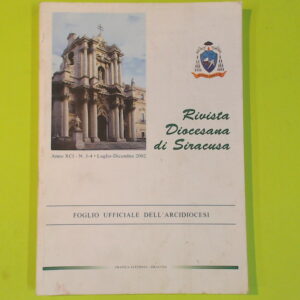 Rivista
Diocesana
di Siracusa
Anno XCI - N. 3-4 • Luglio-Dicembre 2002
FOGLIO UFFICIALE DELL'ARCIDIOCESI